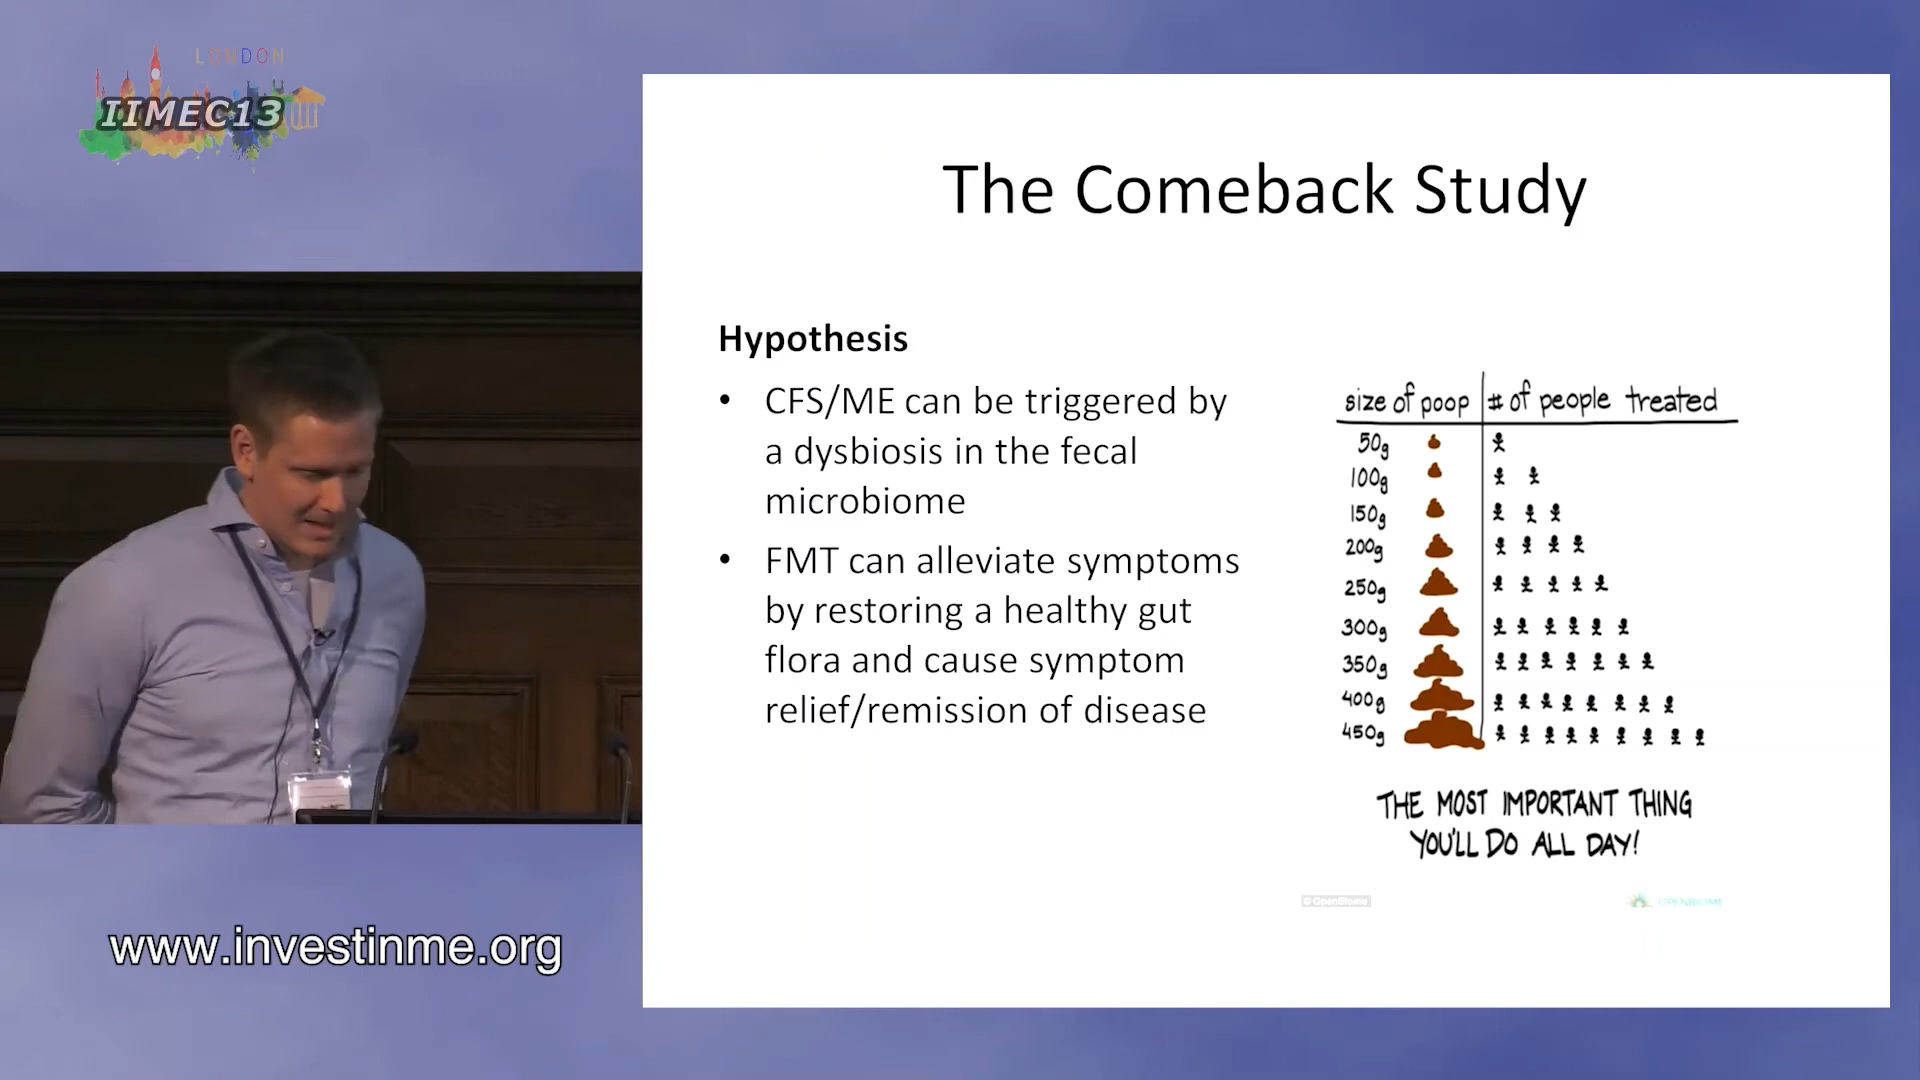 LONDON
IIMEC13
The Comeback Study
Hypothesis
• CFS/ME can be triggered by
a dysbiosis in the fecal
microbiome
• FMT can alleviate symptoms
by restoring a healthy gut
flora and cause symptom
relief/remission of disease
size of poop # of people treated
50g
100g
150g
200g
250g
300g
350g
400g
450g
THE MOST IMPORTANT THING
YOU'LL DO ALL DAY!
© OpenBiome
OPENBIOME
www.investinme.org